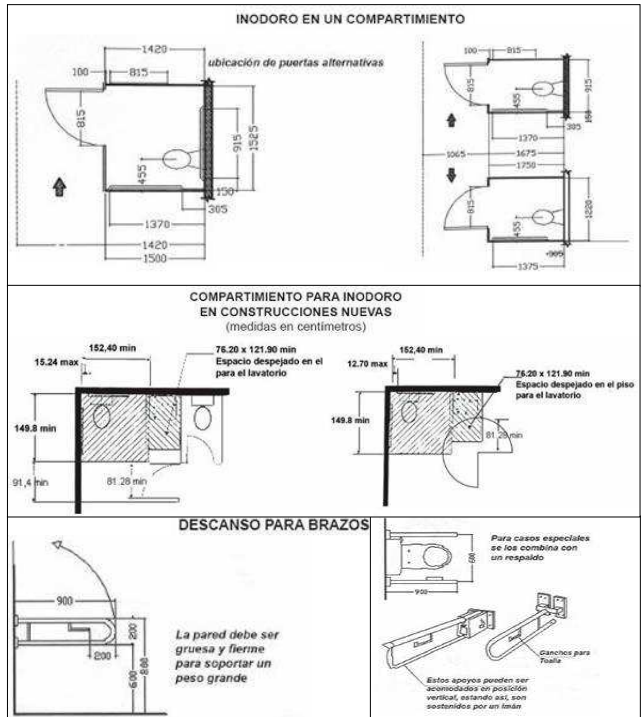 INODORO EN UN COMPARTIMIENTO
1420
100
815
ubicación de puertas alternativas
815
455
915
1525
150
305
1370
1420
1500
100
815
815
455
915
150
305
1370
1065
1675
1750
815
455
1220
305
1375
COMPARTIMIENTO PARA INODORO
EN CONSTRUCCIONES NUEVAS
(medidas en centímetros)
152,40 min
15.24 max
76.20 x 121.90 min
Espacio despejado en el
para el lavatorio
149.8 min
91,4 min
81.28 min
152,40 min
12.70 max
76.20 x 121.90 min
Espacio despejado en el piso
para el lavatorio
149.8 min
81.28 min
DESCANSO PARA BRAZOS
900
200
200
600
880
La pared debe ser
gruesa y fierme
para soportar un
peso grande
Para casos especiales
se los combina con
un respaldo
600
900
Ganchos para
Toalla
Estos apoyos pueden ser
acomodados en posición
vertical, estando así, son
sostenidos por un imán